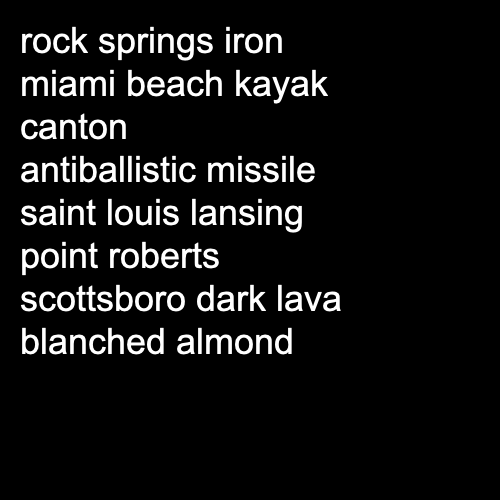 rock springs iron
miami beach kayak
canton
antiballistic missile
saint louis lansing
point roberts
scottsboro dark lava
blanched almond